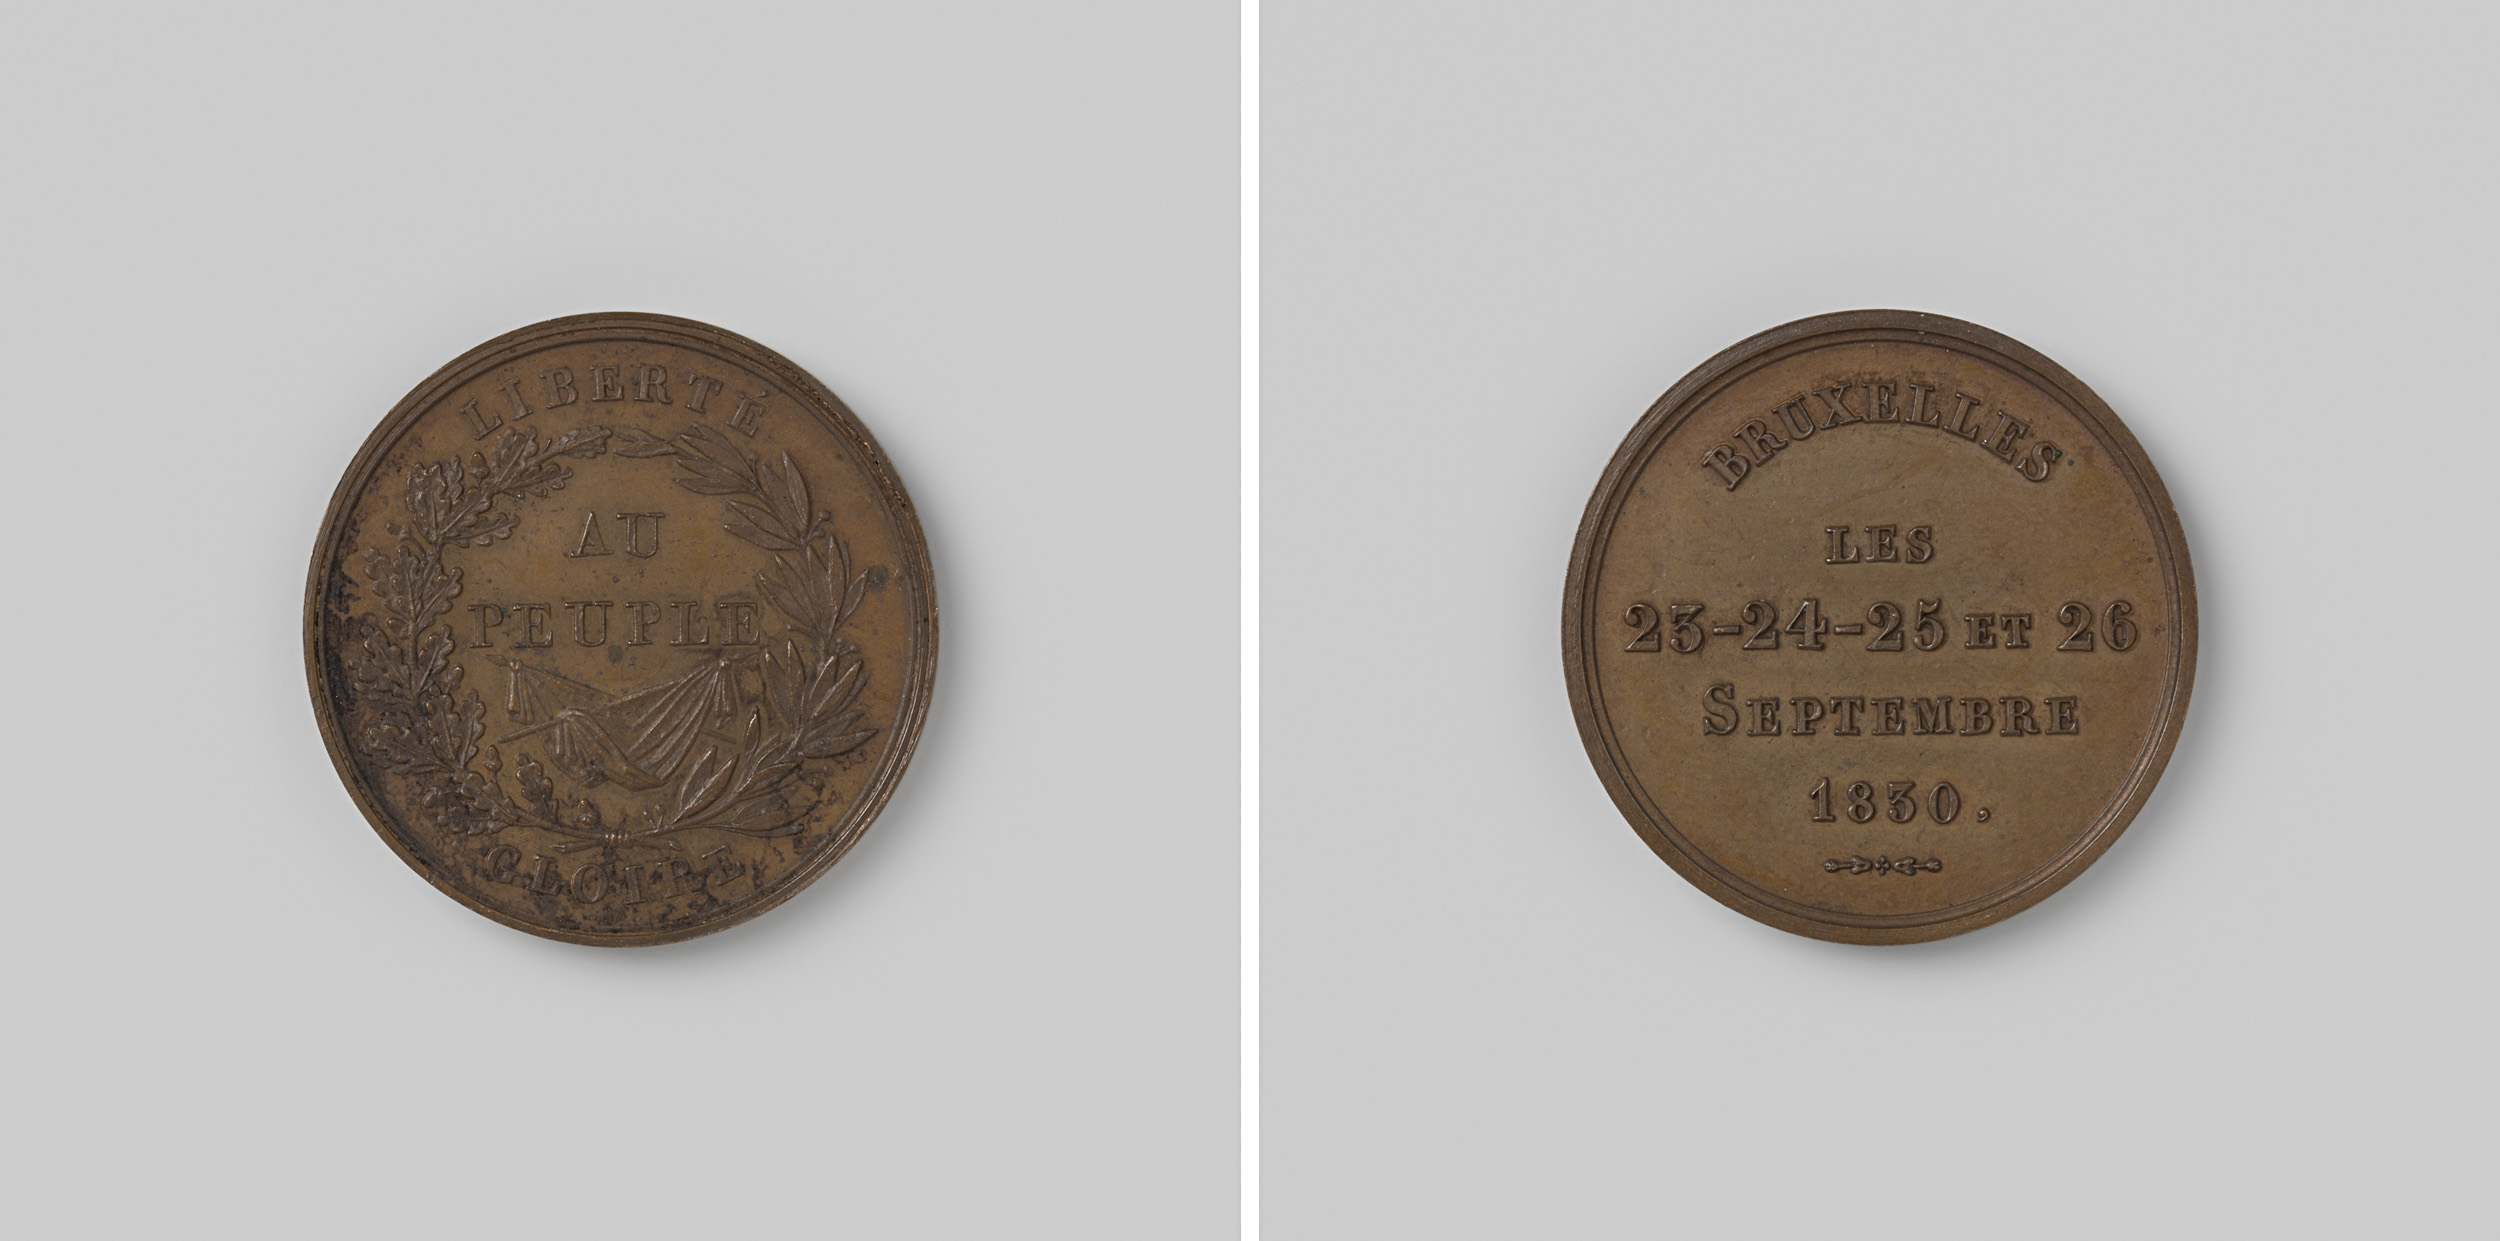 LIBERTÉ
AU
PEUPLE
GLOIRE
BRUXELLES
LES
23-24-25 ET 26
SEPTEMBRE
1830,